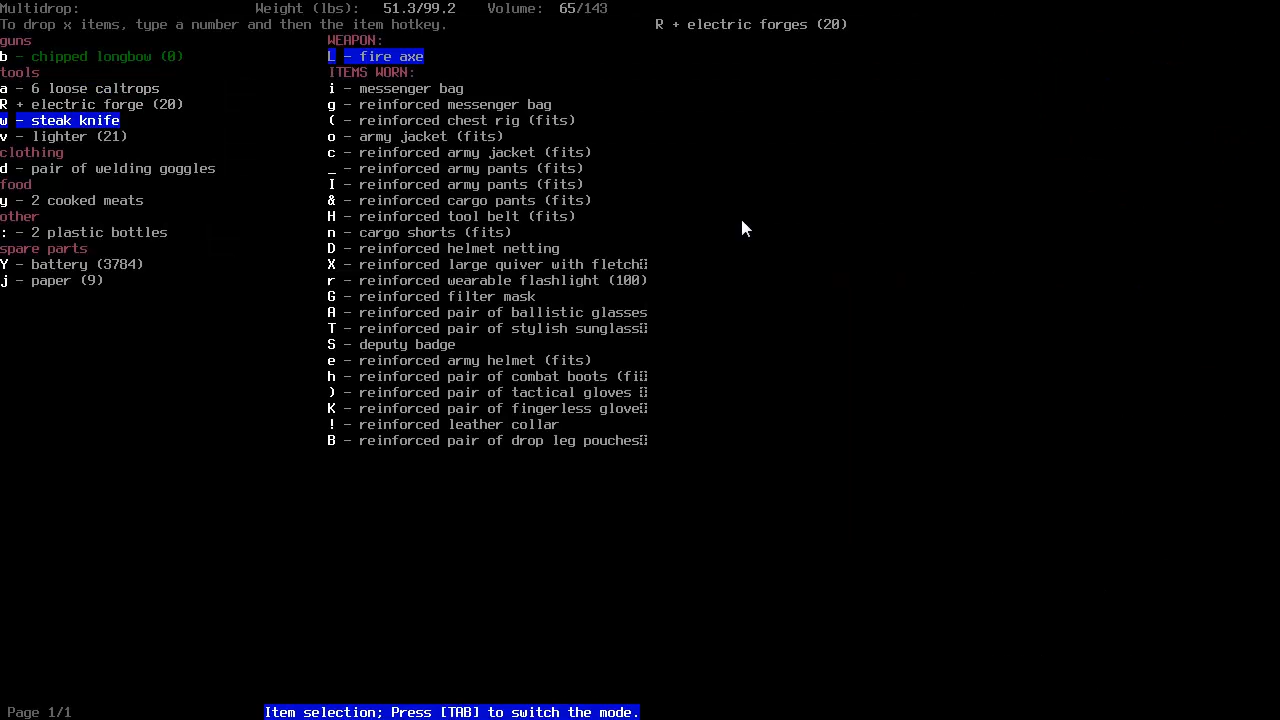 Multidrop: Weight (lbs): 51.3/99.2 Volume: 65/143
To drop x items, type a number and then the item hotkey. R + electric forges (20)
guns
b - chipped longbow (0)
tools
a - 6 loose caltrops
R + electric forge (20)
w - steak knife
v - lighter (21)
clothing
d - pair of welding goggles
food
y - 2 cooked meats
other
: - 2 plastic bottles
spare parts
Y - battery (3784)
j - paper (9)
WEAPON:
L - fire axe
ITEMS WORN:
i - messenger bag
g - reinforced messenger bag
( - reinforced chest rig (fits)
o - army jacket (fits)
c - reinforced army jacket (fits)
_ - reinforced army pants (fits)
I - reinforced army pants (fits)
& - reinforced cargo pants (fits)
H - reinforced tool belt (fits)
n - cargo shorts (fits)
D - reinforced helmet netting
X - reinforced large quiver with fletch
r - reinforced wearable flashlight (100)
G - reinforced filter mask
A - reinforced pair of ballistic glasses
T - reinforced pair of stylish sunglass
S - deputy badge
e - reinforced army helmet (fits)
h - reinforced pair of combat boots (fi
) - reinforced pair of tactical gloves
K - reinforced pair of fingerless glove
! - reinforced leather collar
B - reinforced pair of drop leg pouches
Page 1/1 Item selection; Press [TAB] to switch the mode.